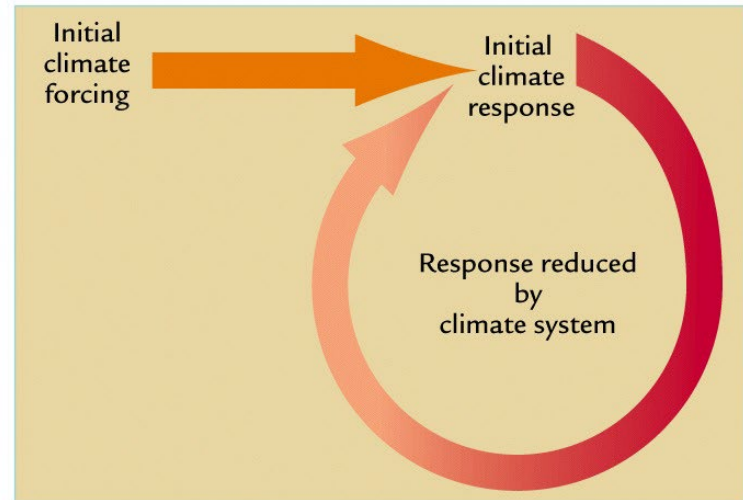 Initial
climate
forcing
Initial
climate
response
Response reduced
by
climate system